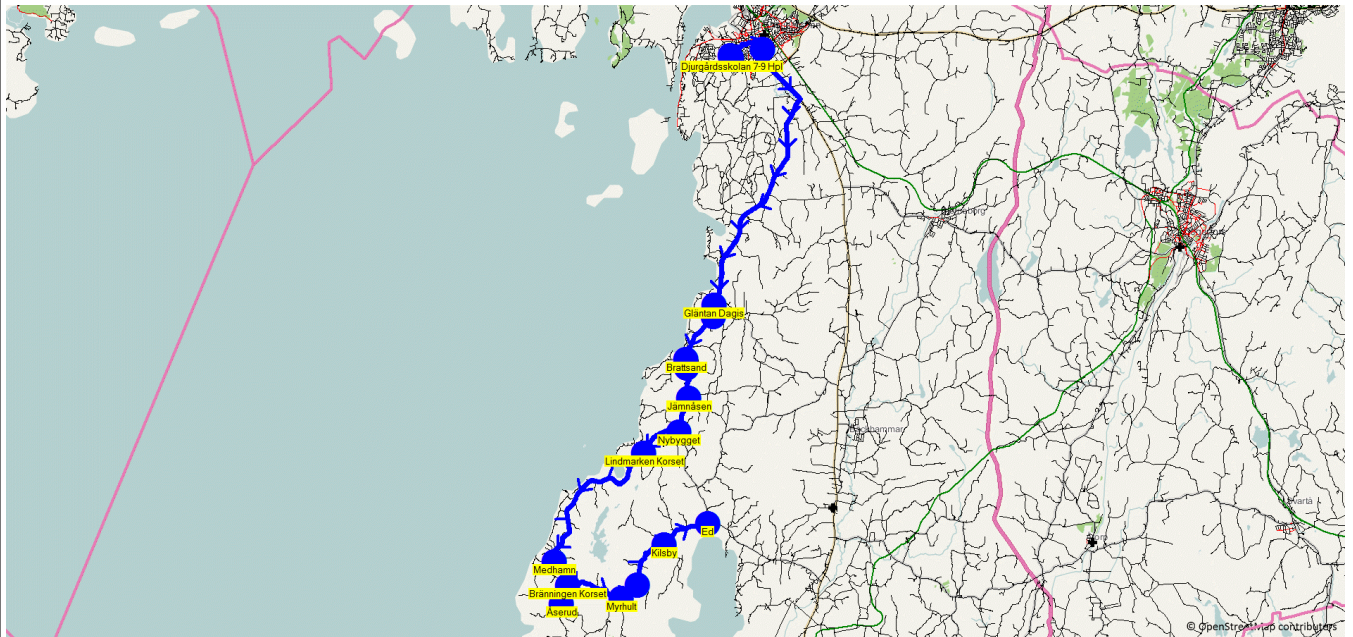 Djurgårdsskolan 7-9 Hpl
Gläntan Dagis
Brattsand
Jämnåsen
Nybygget
Lindmarken Korset
Ed
Kilsby
Medhamn
Bränningen Korset
Myrhult
Åserud
© OpenStreetMap contributors